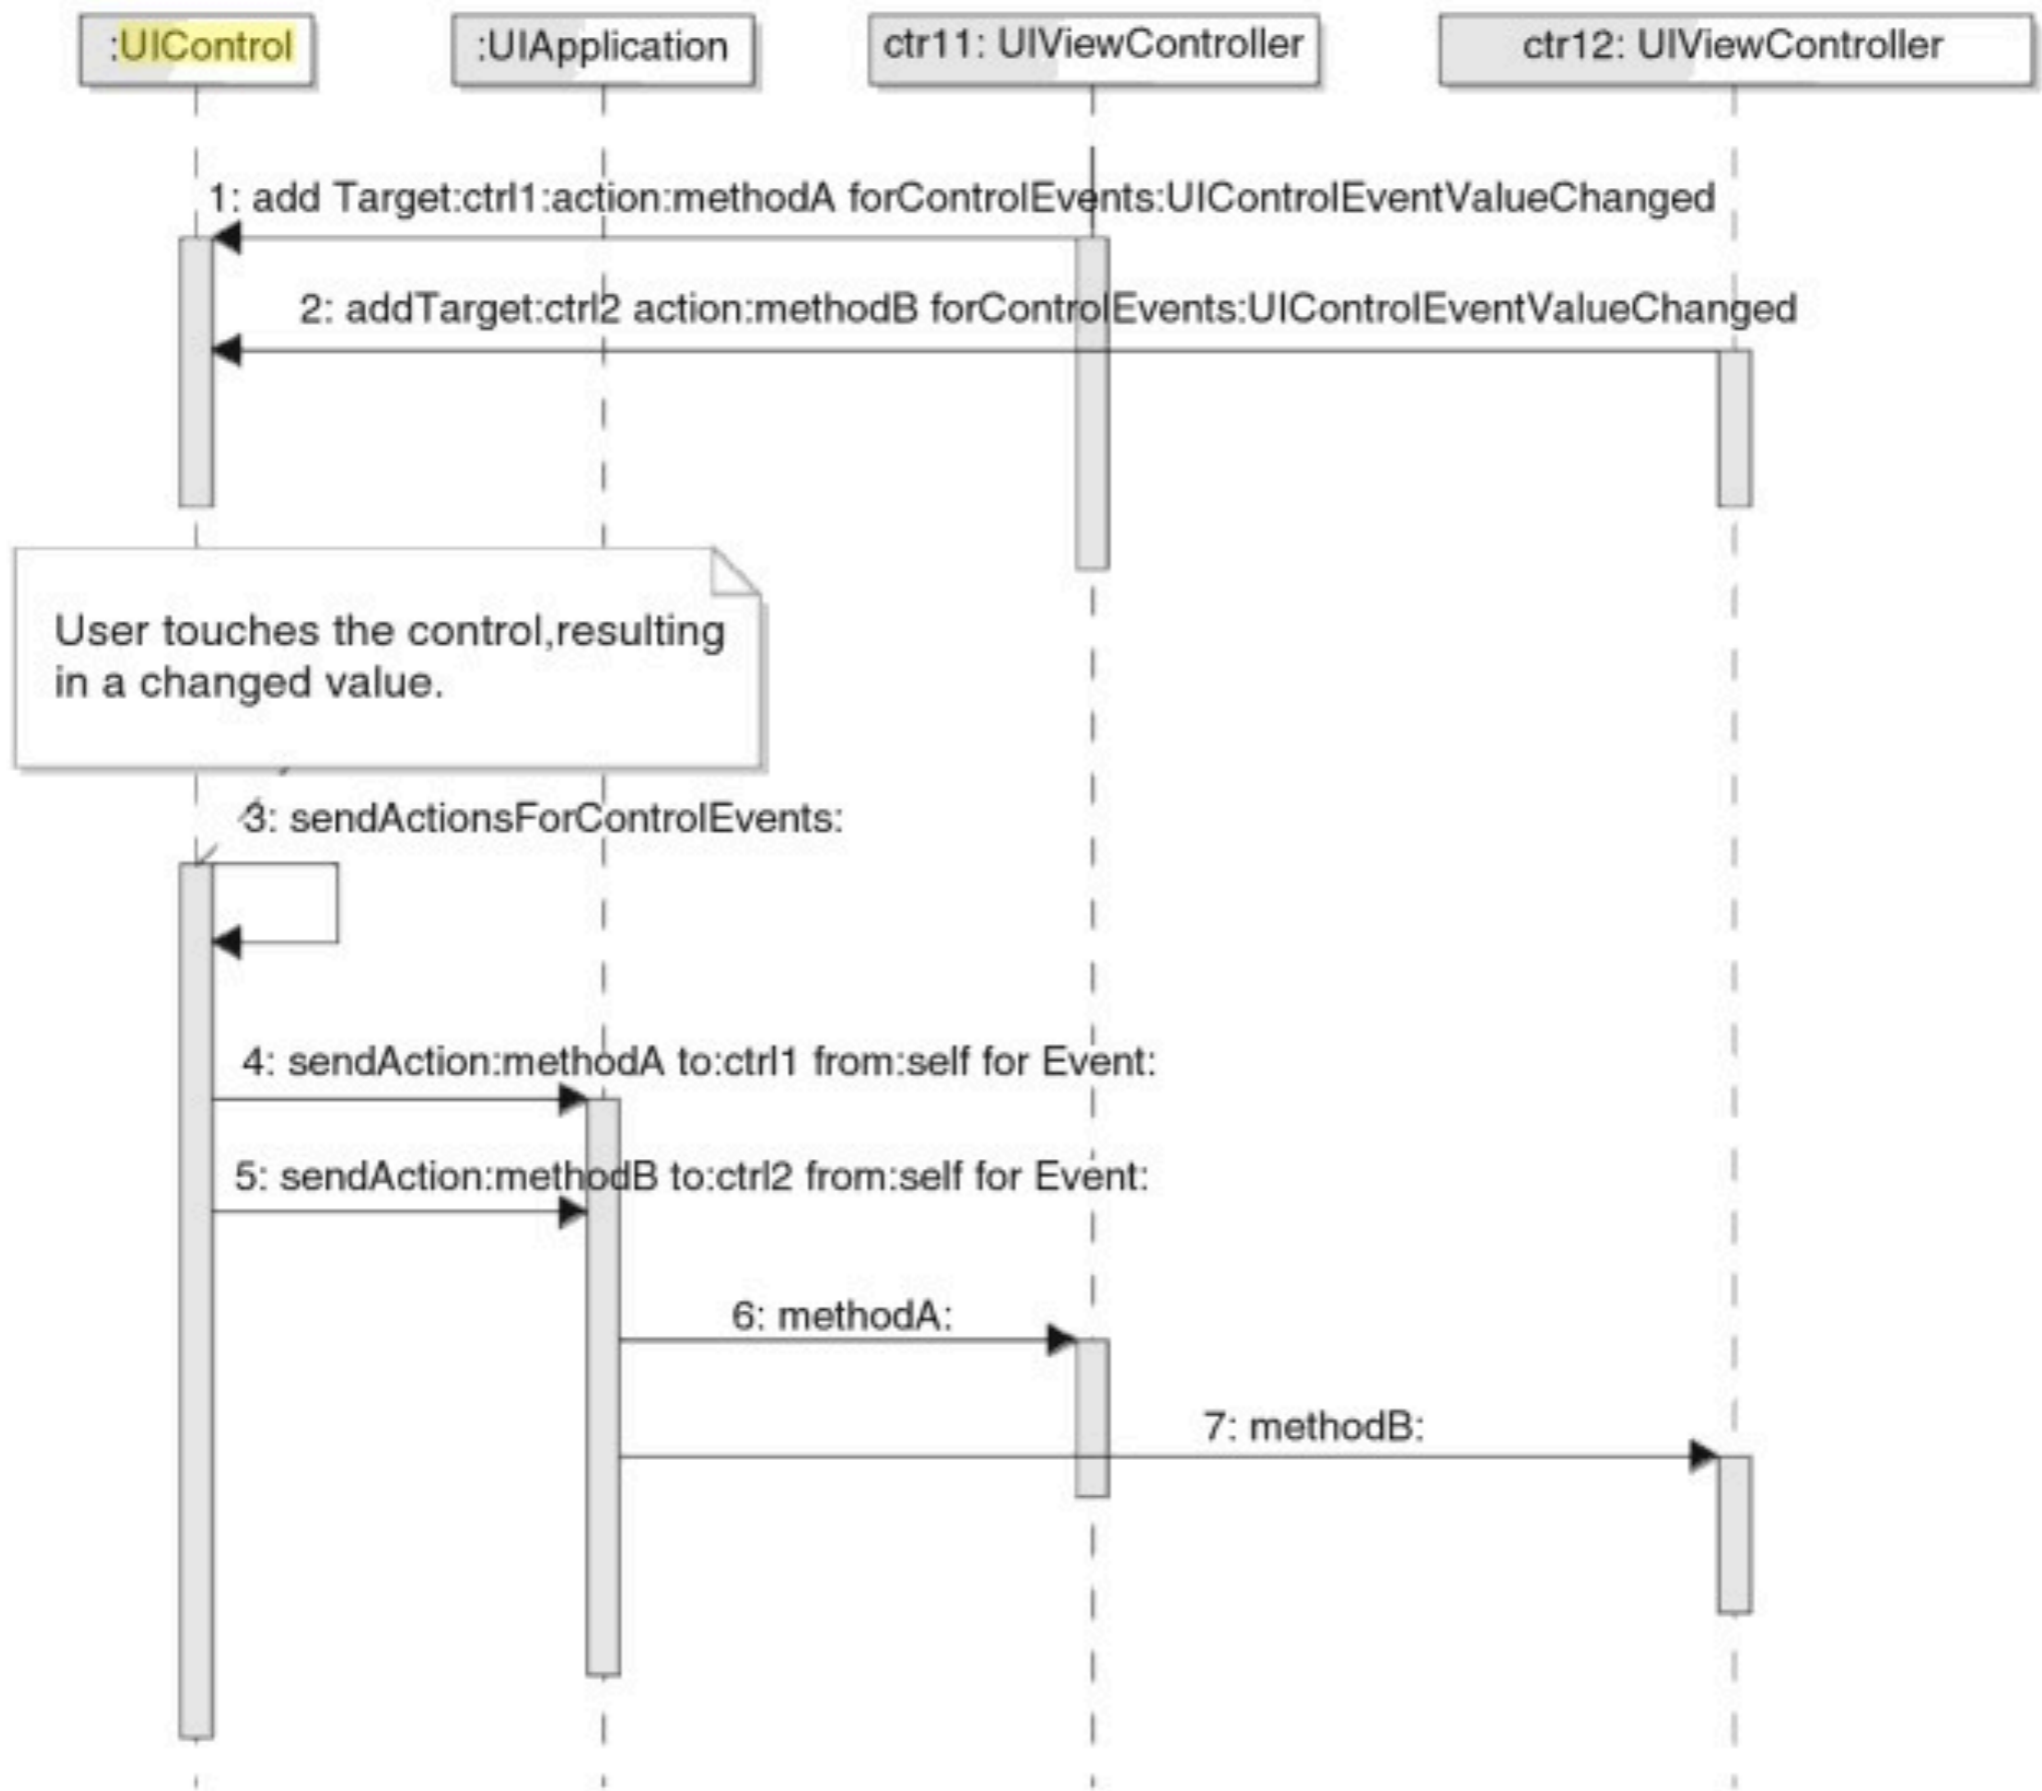 :UIControl
:UIApplication
ctr11: UIViewController
ctr12: UIViewController
1: add Target:ctrl1:action:methodA forControlEvents:UIControlEventValueChanged
2: addTarget:ctrl2 action:methodB forControlEvents:UIControlEventValueChanged
User touches the control,resulting
in a changed value.
3: sendActionsForControlEvents:
4: sendAction:methodA to:ctrl1 from:self for Event:
5: sendAction:methodB to:ctrl2 from:self for Event:
6: methodA:
7: methodB: